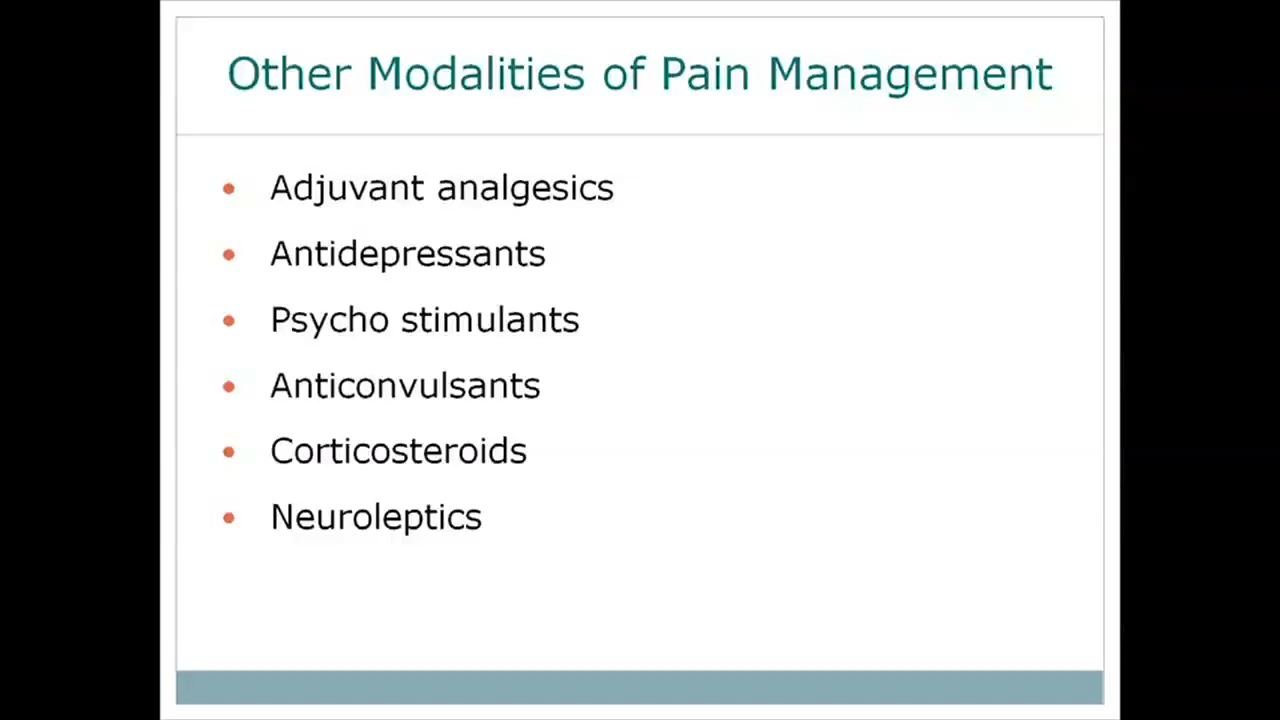 Other Modalities of Pain Management
• Adjuvant analgesics
• Antidepressants
• Psycho stimulants
• Anticonvulsants
• Corticosteroids
• Neuroleptics